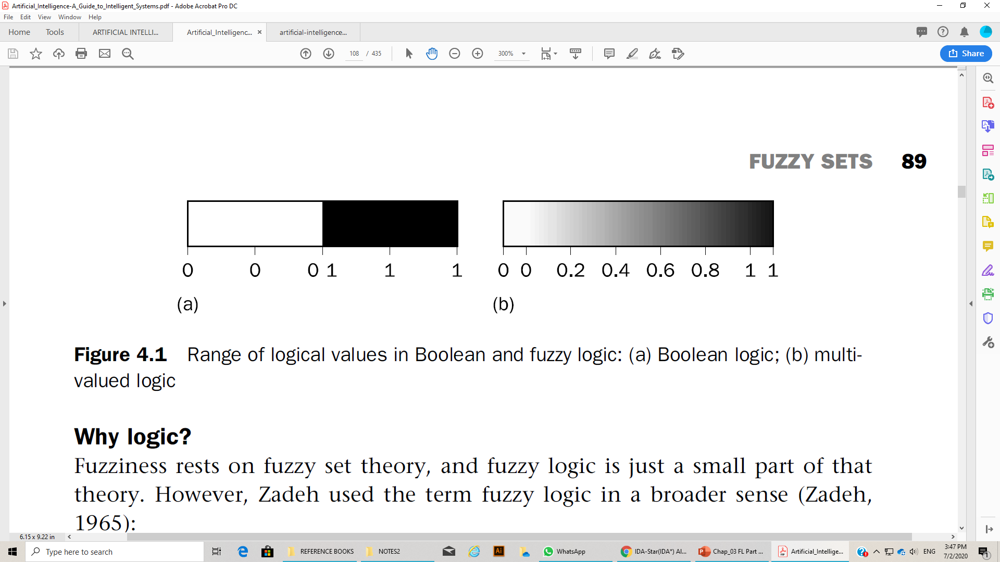 Artificial_Intelligence-A_Guide_to_Intelligent_Systems.pdf - Adobe Acrobat Pro DC
File Edit View Window Help
Home Tools ARTIFICIAL INTELLI... Artificial_Intelligenc... × artificial-intelligence...
108 / 435 300% Share
FUZZY SETS 89
0 0 0 1 1 1 0 0 0.2 0.4 0.6 0.8 1 1
(a) (b)
Figure 4.1 Range of logical values in Boolean and fuzzy logic: (a) Boolean logic; (b) multi-
valued logic
Why logic?
Fuzziness rests on fuzzy set theory, and fuzzy logic is just a small part of that
theory. However, Zadeh used the term fuzzy logic in a broader sense (Zadeh,
1965):
6.15 x 9.22 in
Type here to search REFERENCE BOOKS NOTES2 Ai WhatsApp IDA-Star(IDA*) Al... Chap_03 FL Part ... Artificial_Intellige... ENG 3:47 PM
7/2/2020 1